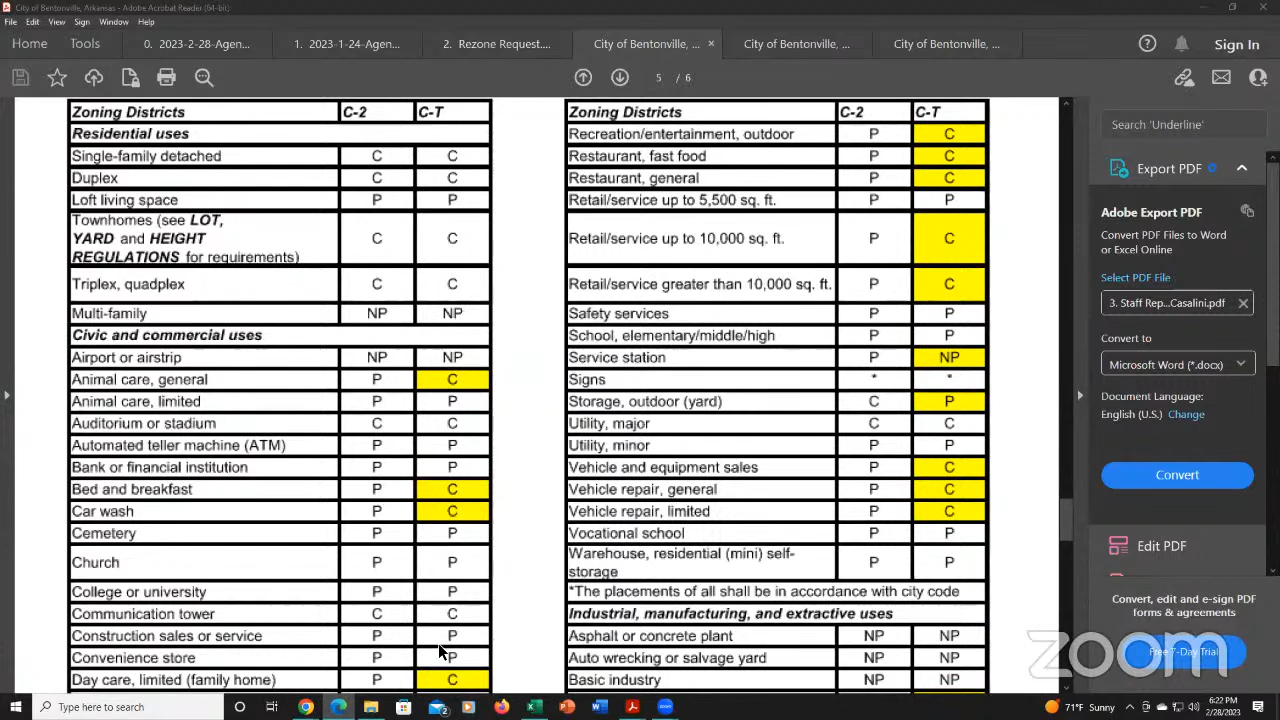 City of Bentonville, Arkansas - Adobe Acrobat Reader (64-bit)
File Edit View Sign Window Help
Home Tools 0. 2023-2-28-Agen... 1. 2023-1-24-Agen... 2. Rezone Request.... City of Bentonville, ... × City of Bentonville, ... City of Bentonville, ... Sign In
5 / 6
Zoning Districts C-2 C-T
Residential uses
Single-family detached C C
Duplex C C
Loft living space P P
Townhomes (see LOT,
YARD and HEIGHT C C
REGULATIONS for requirements)
Triplex, quadplex C C
Multi-family NP NP
Civic and commercial uses
Airport or airstrip NP NP
Animal care, general P C
Animal care, limited P P
Auditorium or stadium C C
Automated teller machine (ATM) P P
Bank or financial institution P P
Bed and breakfast P C
Car wash P C
Cemetery P P
Church P P
College or university P P
Communication tower C C
Construction sales or service P P
Convenience store P P
Day care, limited (family home) P C
Zoning Districts C-2 C-T
Recreation/entertainment, outdoor P C
Restaurant, fast food P C
Restaurant, general P C
Retail/service up to 5,500 sq. ft. P P
Retail/service up to 10,000 sq. ft. P C
Retail/service greater than 10,000 sq. ft. P C
Safety services P P
School, elementary/middle/high P P
Service station P NP
Signs * *
Storage, outdoor (yard) C P
Utility, major C C
Utility, minor P P
Vehicle and equipment sales P C
Vehicle repair, general P C
Vehicle repair, limited P C
Vocational school P P
Warehouse, residential (mini) self-
storage P P
*The placements of all shall be in accordance with city code
Industrial, manufacturing, and extractive uses
Asphalt or concrete plant NP NP
Auto wrecking or salvage yard NP NP
Basic industry NP NP
Search 'Underline'
Export PDF
Adobe Export PDF
Convert PDF Files to Word
or Excel Online
Select PDF File
3. Staff Rep...Casalini.pdf
Convert to
Microsoft Word (*.docx)
Document Language:
English (U.S.) Change
Convert
Edit PDF
Convert, edit and e-sign PDF
forms & agreements
Free 7-Day Trial
zoom
Type here to search
2
71°F Sunny
6:22 PM
2/28/2023